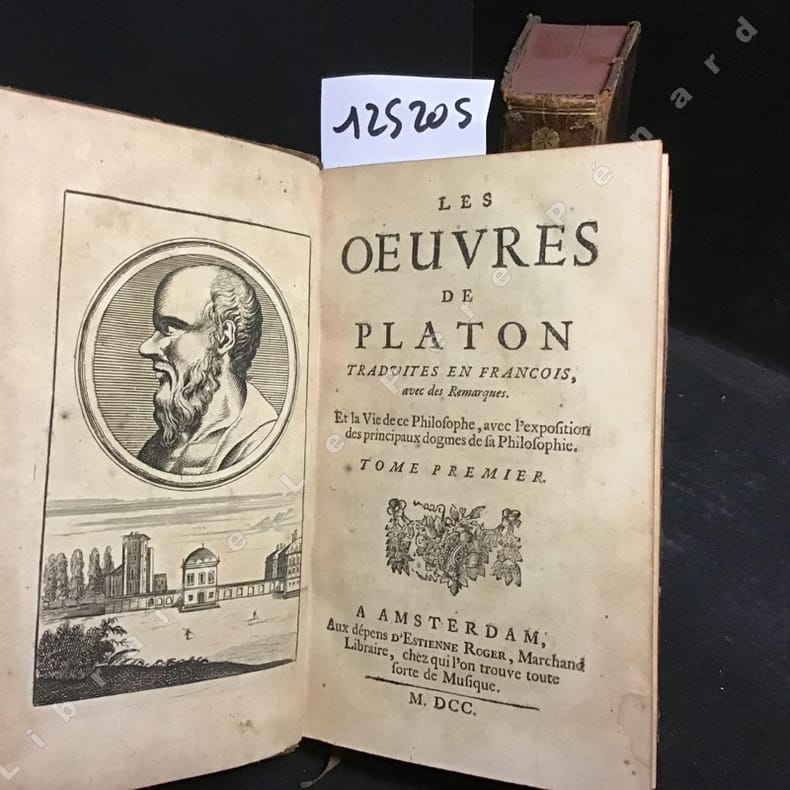 125205
LES
OEUVRES
DE
PLATON
TRADUITES EN FRANCOIS,
avec des Remarques.
Et la Vie de ce Philosophe, avec l'exposition
des principaux dogmes de sa Philosophie.
TOME PREMIER.
A AMSTERDAM,
Aux dépens D'ESTIENNE ROGER, Marchand
Libraire, chez qui l'on trouve toute
sorte de Musique.
M. DCC.
Librairie Le Père Pénard